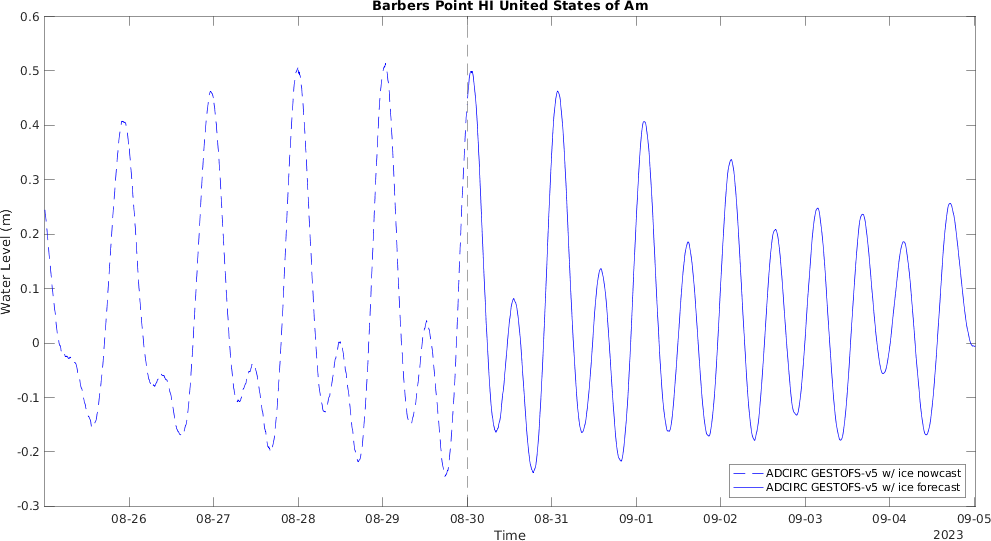 Barbers Point HI United States of Am
0.6
0.5
0.4
0.3
0.2
0.1
0
-0.1
-0.2
-0.3
Water Level (m)
ADCIRC GESTOFS-v5 w/ ice nowcast
ADCIRC GESTOFS-v5 w/ ice forecast
08-26 08-27 08-28 08-29 08-30 08-31 09-01 09-02 09-03 09-04 09-05
Time
2023